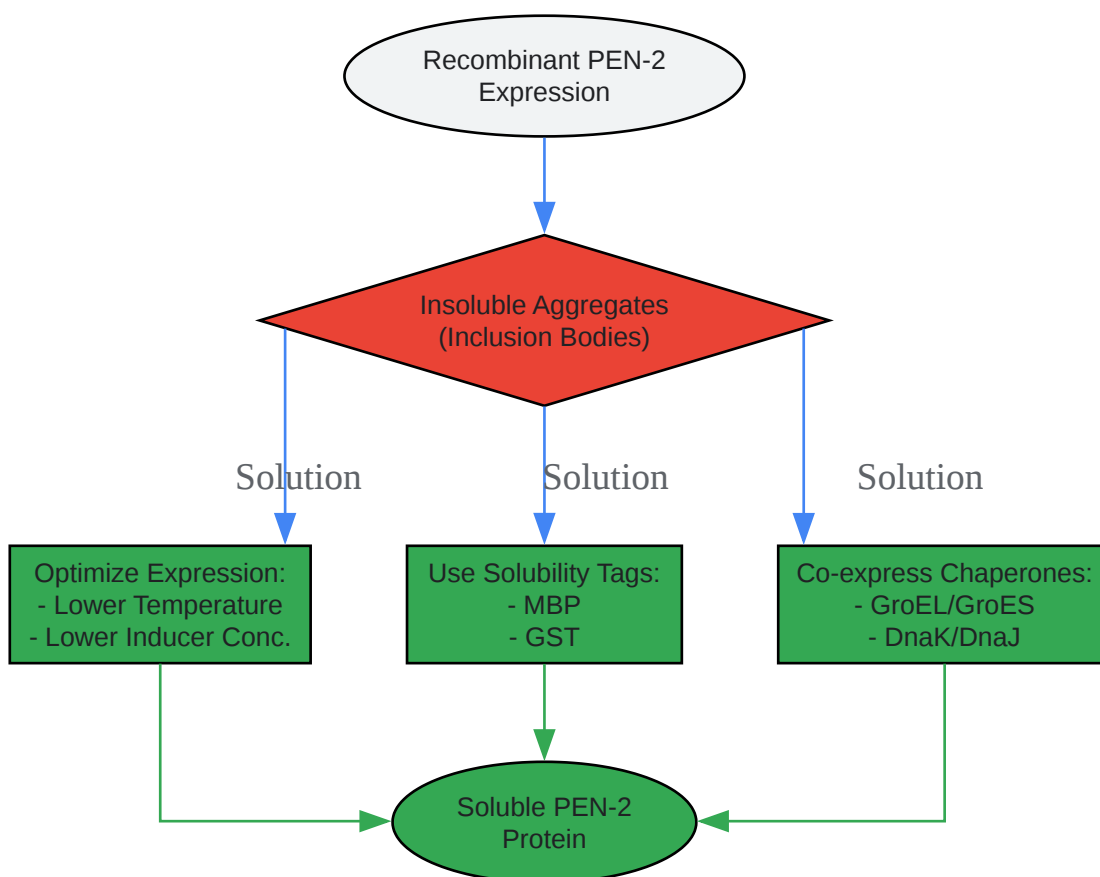 Recombinant PEN-2
Expression
Insoluble Aggregates
(Inclusion Bodies)
Solution
Solution
Solution
Optimize Expression:
- Lower Temperature
- Lower Inducer Conc.
Use Solubility Tags:
- MBP
- GST
Co-express Chaperones:
- GroEL/GroES
- DnaK/DnaJ
Soluble PEN-2
Protein